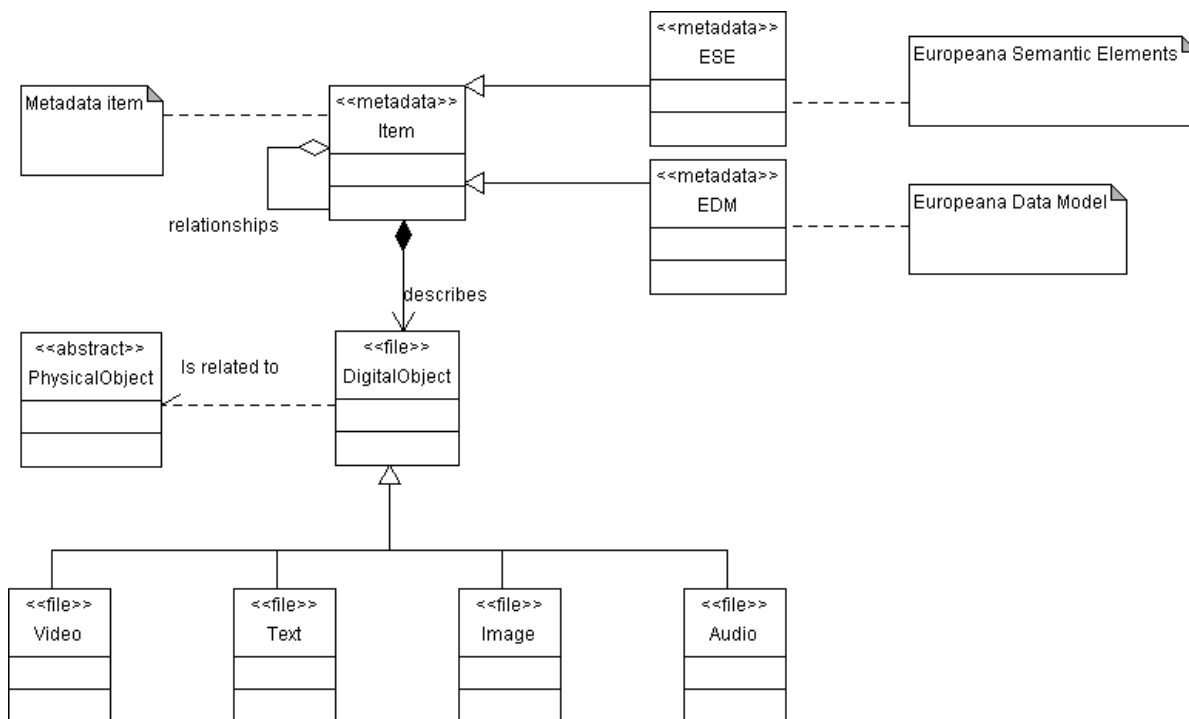 <<metadata>>
ESE
Europeana Semantic Elements
Metadata item
<<metadata>>
Item
<<metadata>>
EDM
Europeana Data Model
relationships
describes
<<abstract>>
PhysicalObject
Is related to
<<file>>
DigitalObject
<<file>>
Video
<<file>>
Text
<<file>>
Image
<<file>>
Audio